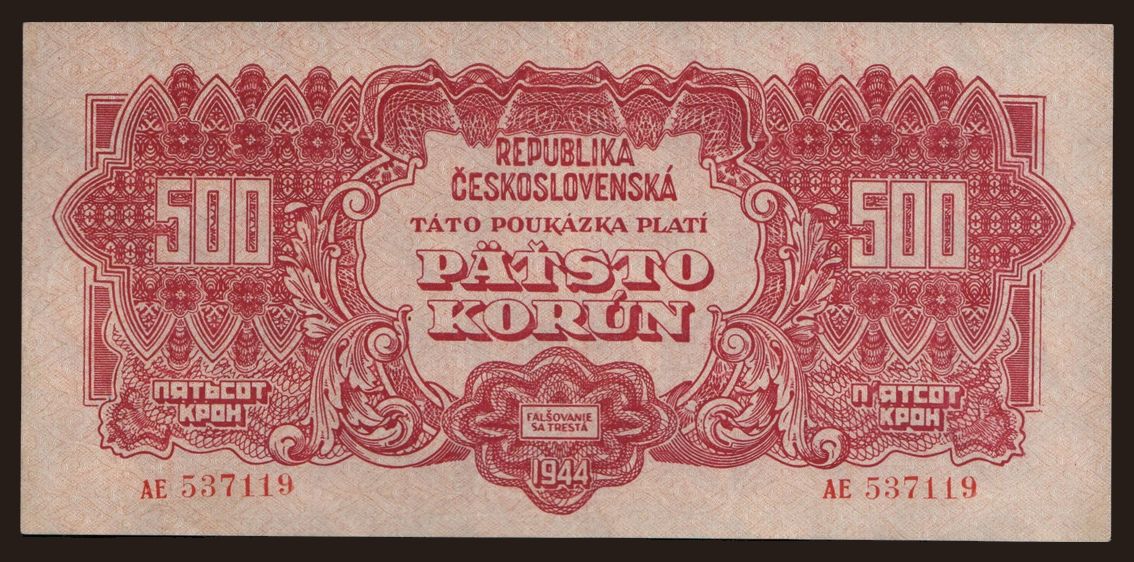 REPUBLIKA
ČESKOSLOVENSKÁ
TÁTO POUKÁZKA PLATÍ
PÄŤSTO
KORÚN
500
500
ПЯТЬСОТ
КРОН
П'ЯТСОТ
КРОН
FALŠOVANIE
SA TRESTÁ
1944
AE 537119
AE 537119